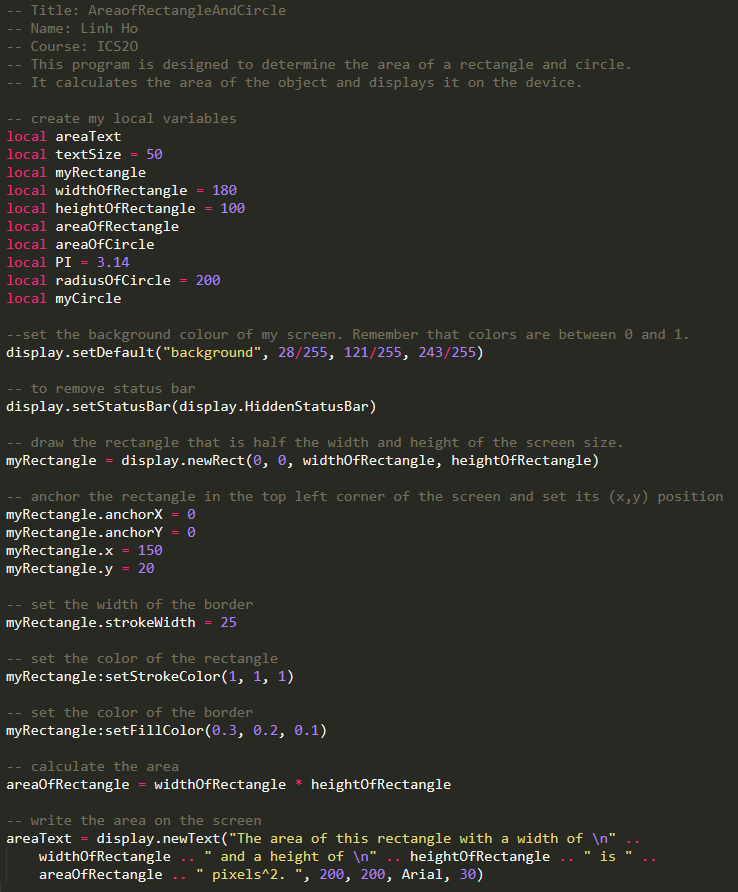 -- Title: AreaofRectangleAndCircle
-- Name: Linh Ho
-- Course: ICS2O
-- This program is designed to determine the area of a rectangle and circle.
-- It calculates the area of the object and displays it on the device.
-- create my local variables
local areaText
local textSize = 50
local myRectangle
local widthOfRectangle = 180
local heightOfRectangle = 100
local areaOfRectangle
local areaOfCircle
local PI = 3.14
local radiusOfCircle = 200
local myCircle
--set the background colour of my screen. Remember that colors are between 0 and 1.
display.setDefault("background", 28/255, 121/255, 243/255)
-- to remove status bar
display.setStatusBar(display.HiddenStatusBar)
-- draw the rectangle that is half the width and height of the screen size.
myRectangle = display.newRect(0, 0, widthOfRectangle, heightOfRectangle)
-- anchor the rectangle in the top left corner of the screen and set its (x,y) position
myRectangle.anchorX = 0
myRectangle.anchorY = 0
myRectangle.x = 150
myRectangle.y = 20
-- set the width of the border
myRectangle.strokeWidth = 25
-- set the color of the rectangle
myRectangle:setStrokeColor(1, 1, 1)
-- set the color of the border
myRectangle:setFillColor(0.3, 0.2, 0.1)
-- calculate the area
areaOfRectangle = widthOfRectangle * heightOfRectangle
-- write the area on the screen
areaText = display.newText("The area of this rectangle with a width of \n" ..
widthOfRectangle .. " and a height of \n" .. heightOfRectangle .. " is " ..
areaOfRectangle .. " pixels^2. ", 200, 200, Arial, 30)